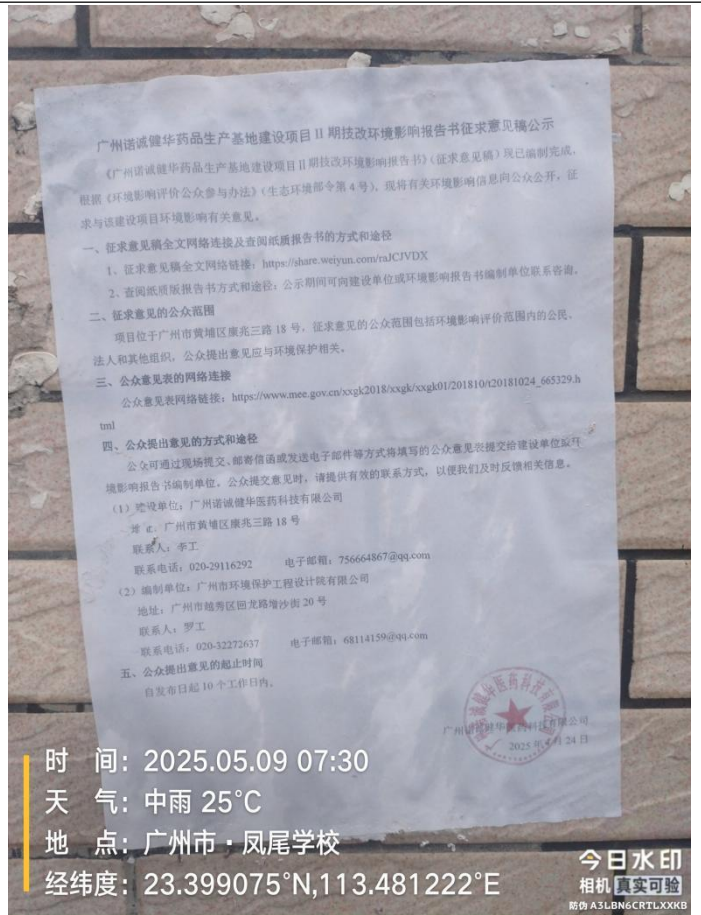 广州诺诚健华药品生产基地建设项目Ⅱ期技改环境影响报告书征求意见稿公示
《广州诺诚健华药品生产基地建设项目Ⅱ期技改环境影响报告书》(征求意见稿)现已编制完成,
根据《环境影响评价公众参与办法》(生态环境部令第4号),现将有关环境影响信息向公众公开,征
求与该建设项目环境影响有关意见。
一、征求意见稿全文网络连接及查阅纸质报告书的方式和途径
1、征求意见稿全文网络链接:https://share.weiyun.com/raJCJVDX
2、查阅纸质版报告书方式和途径:公示期间可向建设单位或环境影响报告书编制单位联系咨询。
二、征求意见的公众范围
项目位于广州市黄埔区康兆三路18号,征求意见的公众范围包括环境影响评价范围内的公民、
法人和其他组织,公众提出意见应与环境保护相关。
三、公众意见表的网络连接
公众意见表网络链接:https://www.mee.gov.cn/xxgk2018/xxgk/xxgk01/201810/t20181024_665329.h
tml
四、公众提出意见的方式和途径
公众可通过现场提交、邮寄信函或发送电子邮件等方式将填写的公众意见表提交给建设单位或环
境影响报告书编制单位,公众提交意见时,请提供有效的联系方式,以便我们及时反馈相关信息。
(1)建设单位:广州诺诚健华医药科技有限公司
广州市黄埔区康兆三路18号
联系人:李工
联系电话:020-29116292 电子邮箱:756664867@qq.com
(2)编制单位:广州市环境保护工程设计院有限公司
地址:广州市越秀区回龙路增沙街20号
联系人:罗工
联系电话:020-32272637 电子邮箱:68114159@qq.com
五、公众提出意见的起止时间
自发布日起10个工作日内。
广州诺诚健华医药科技有限公司
2025年4月24日
时 间:2025.05.09 07:30
天 气:中雨 25℃
地 点:广州市·凤尾学校
经纬度:23.399075°N,113.481222°E
今日水印
相机 真实可验
防伪 A3LBN6CRTLXXKB